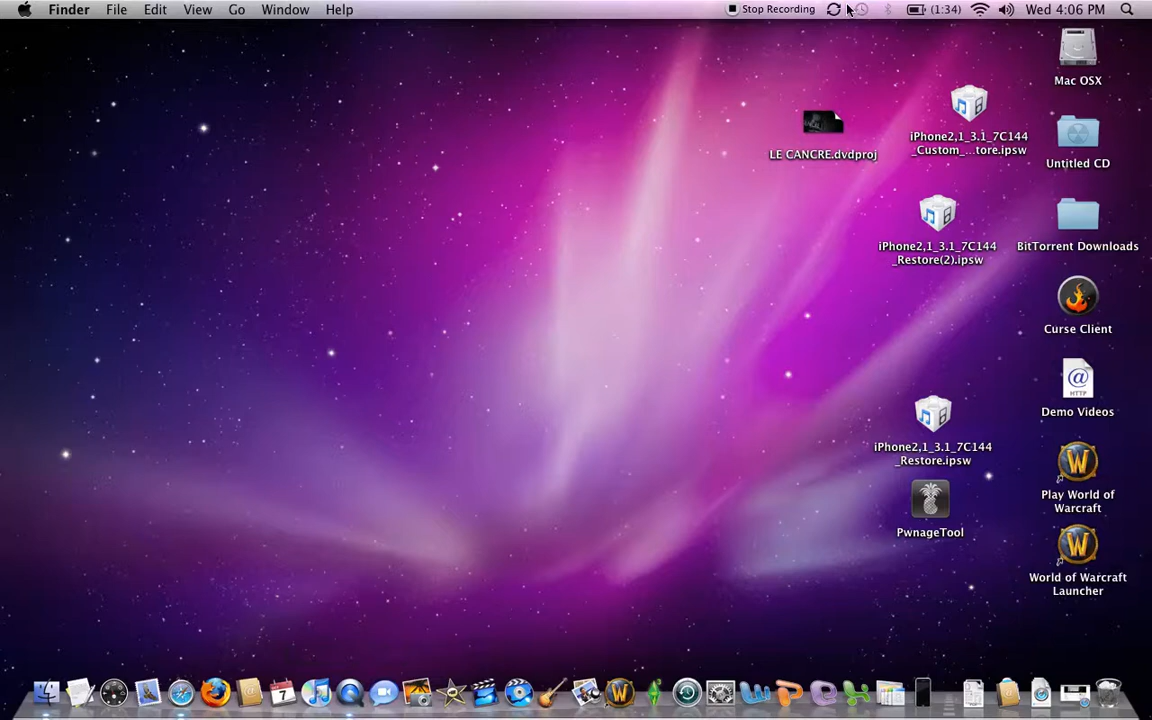 Finder File Edit View Go Window Help Stop Recording (1:34) Wed 4:06 PM
Mac OSX
iPhone2,1_3.1_7C144
_Custom_...tore.ipsw
LE CANCRE.dvdproj
Untitled CD
iPhone2,1_3.1_7C144
_Restore(2).ipsw
BitTorrent Downloads
Curse Client
@
HTTP
Demo Videos
iPhone2,1_3.1_7C144
_Restore.ipsw
W
Play World of
Warcraft
PwnageTool
W
World of Warcraft
Launcher
7